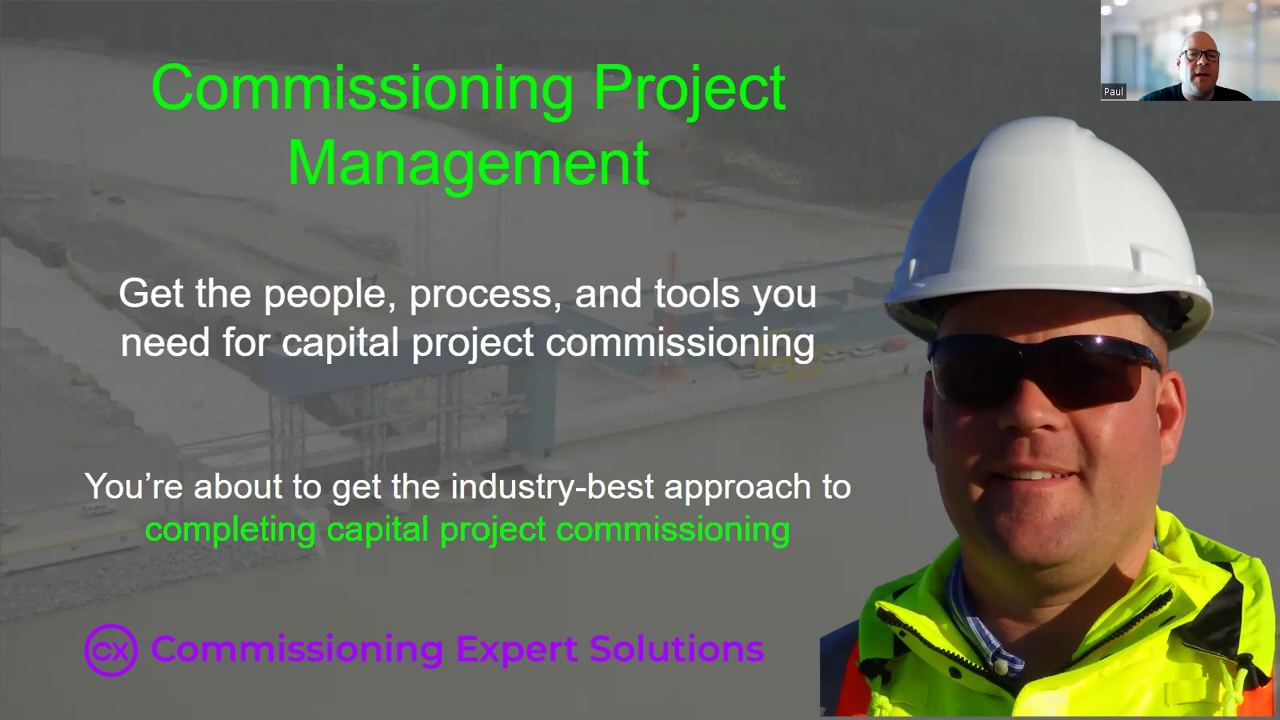 Commissioning Project
Management
Paul
Get the people, process, and tools you
need for capital project commissioning
You’re about to get the industry-best approach to
completing capital project commissioning
CX Commissioning Expert Solutions